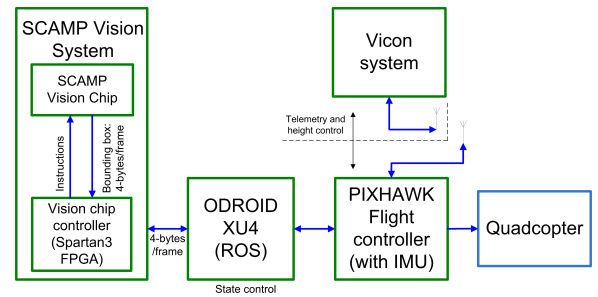 SCAMP Vision
System
SCAMP
Vision Chip
Instructions
Bounding box:
4-bytes/frame
Vision chip
controller
(Spartan3
FPGA)
4-bytes
/frame
ODROID
XU4
(ROS)
State control
Vicon
system
Telemetry and
height control
PIXHAWK
Flight
controller
(with IMU)
Quadcopter